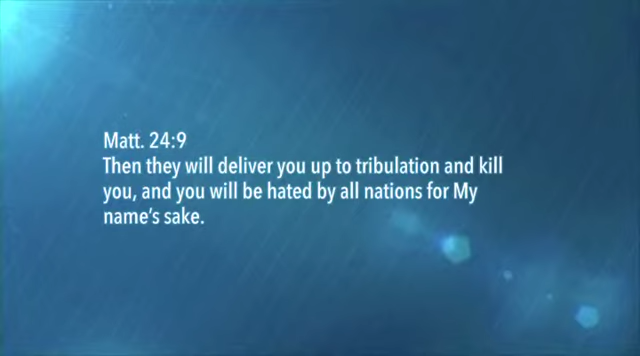 Matt. 24:9
Then they will deliver you up to tribulation and kill
you, and you will be hated by all nations for My
name's sake.